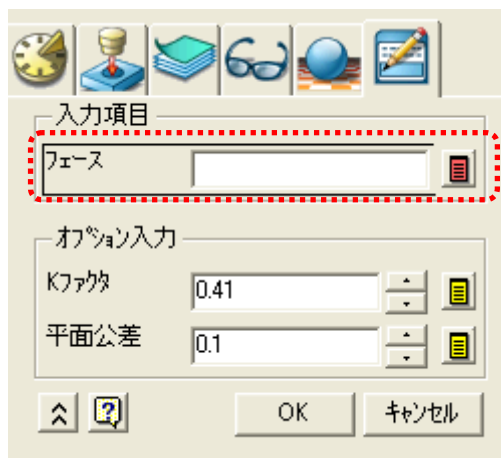 入力項目
フェース
オプション入力
Kファクタ 0.41
平面公差 0.1
OK キャンセル